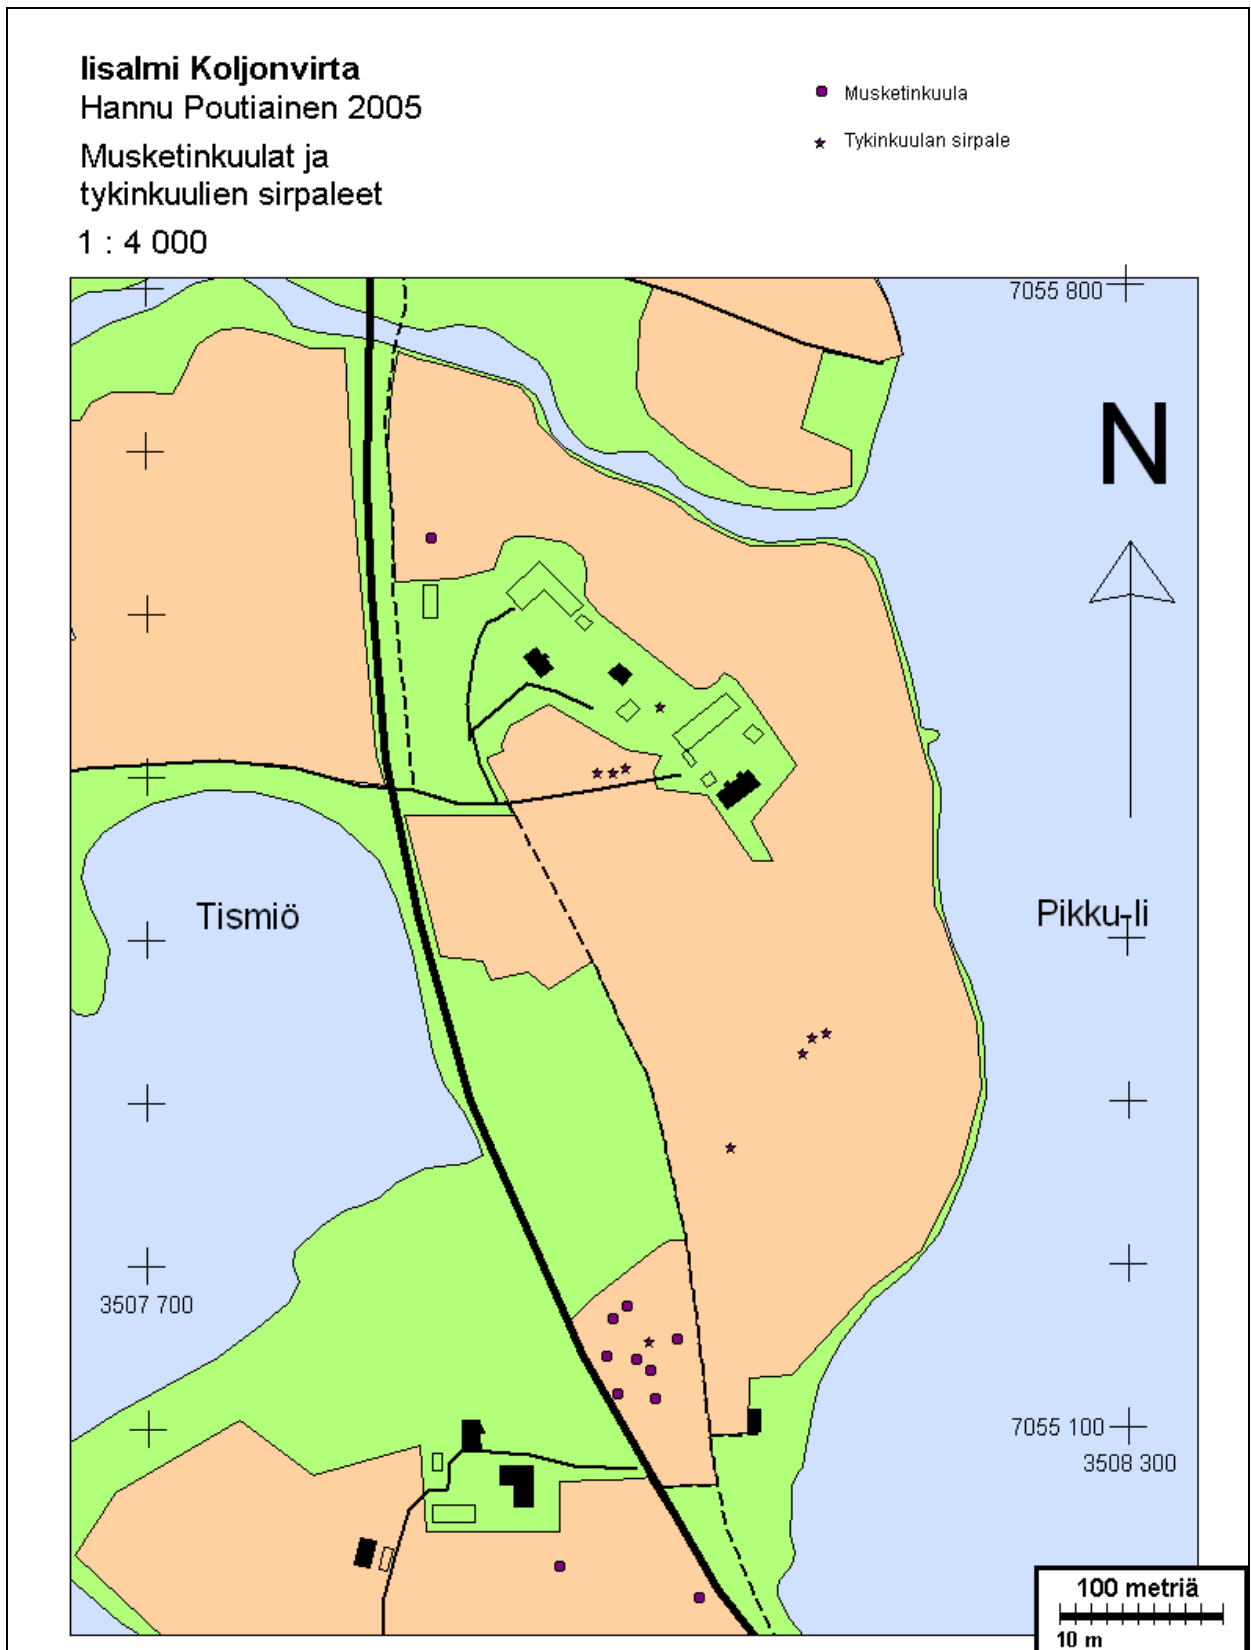 Iisalmi Koljonvirta
Hannu Poutiainen 2005
Musketinkuulat ja
tykinkuulien sirpaleet
1 : 4 000
Musketinkuula
Tykinkuulan sirpale
7055 800
N
Tismiö
Pikku-Ii
3507 700
7055 100
3508 300
100 metriä
10 m